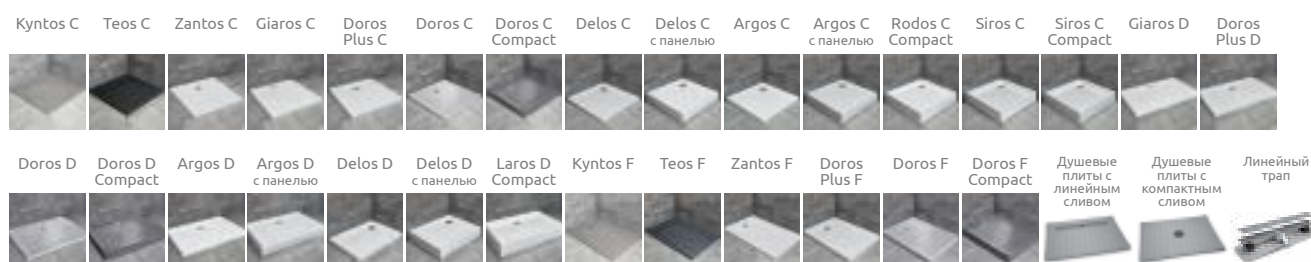 Kyntos C
Teos C
Zantos C
Giaros C
Doros
Plus C
Doros C
Doros C
Compact
Delos C
Delos C
с панелью
Argos C
Argos C
с панелью
Rodos C
Compact
Siros C
Siros C
Compact
Giaros D
Doros
Plus D
Doros D
Doros D
Compact
Argos D
Argos D
с панелью
Delos D
Delos D
с панелью
Laros D
Compact
Kyntos F
Teos F
Zantos F
Doros
Plus F
Doros F
Doros F
Compact
Душевые
плиты с
линейным
сливом
Душевые
плиты с
компактным
сливом
Линейный
трап